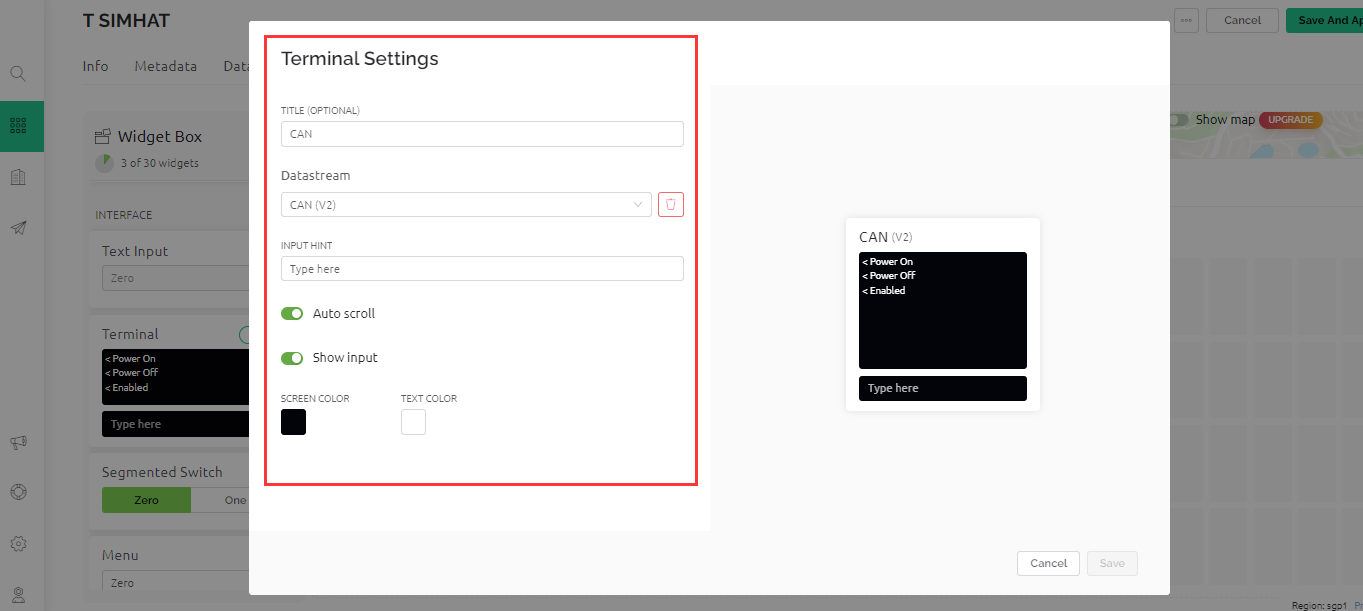 T SIMHAT
Cancel
Save And Ap
Info
Metadata
Data
Widget Box
3 of 30 widgets
INTERFACE
Text Input
Zero
Terminal
< Power On
< Power Off
< Enabled
Type here
Segmented Switch
Zero
One
Menu
Zero
Terminal Settings
TITLE (OPTIONAL)
CAN
Datastream
CAN (V2)
INPUT HINT
Type here
Auto scroll
Show input
SCREEN COLOR
TEXT COLOR
CAN (V2)
< Power On
< Power Off
< Enabled
Type here
Cancel
Save
Show map
UPGRADE
Region: sgp1